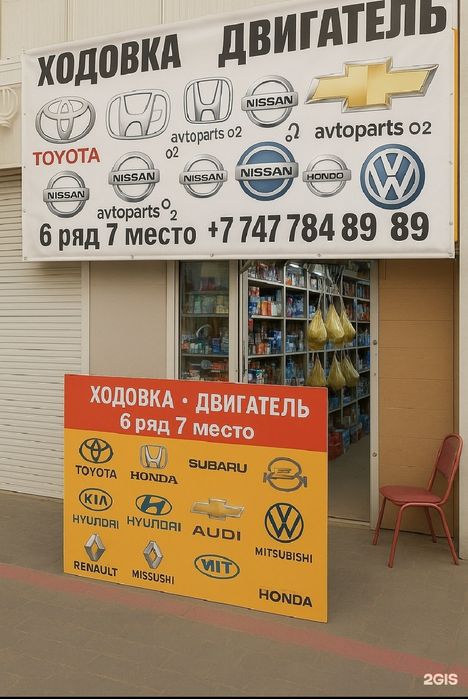 ХОДОВКА ДВИГАТЕЛЬ
TOYOTA
avtoparts o2
NISSAN
avtoparts o2
o2
NISSAN
NISSAN
NISSAN
NISSAN
HONDO
avtoparts o2
6 ряд 7 место +7 747 784 89 89
ХОДОВКА • ДВИГАТЕЛЬ
6 ряд 7 место
TOYOTA
HONDA
SUBARU
KIA
HYUNDAI
HYUNDAI
AUDI
MITSUBISHI
RENAULT
MISSUSHI
HONDA
2GIS